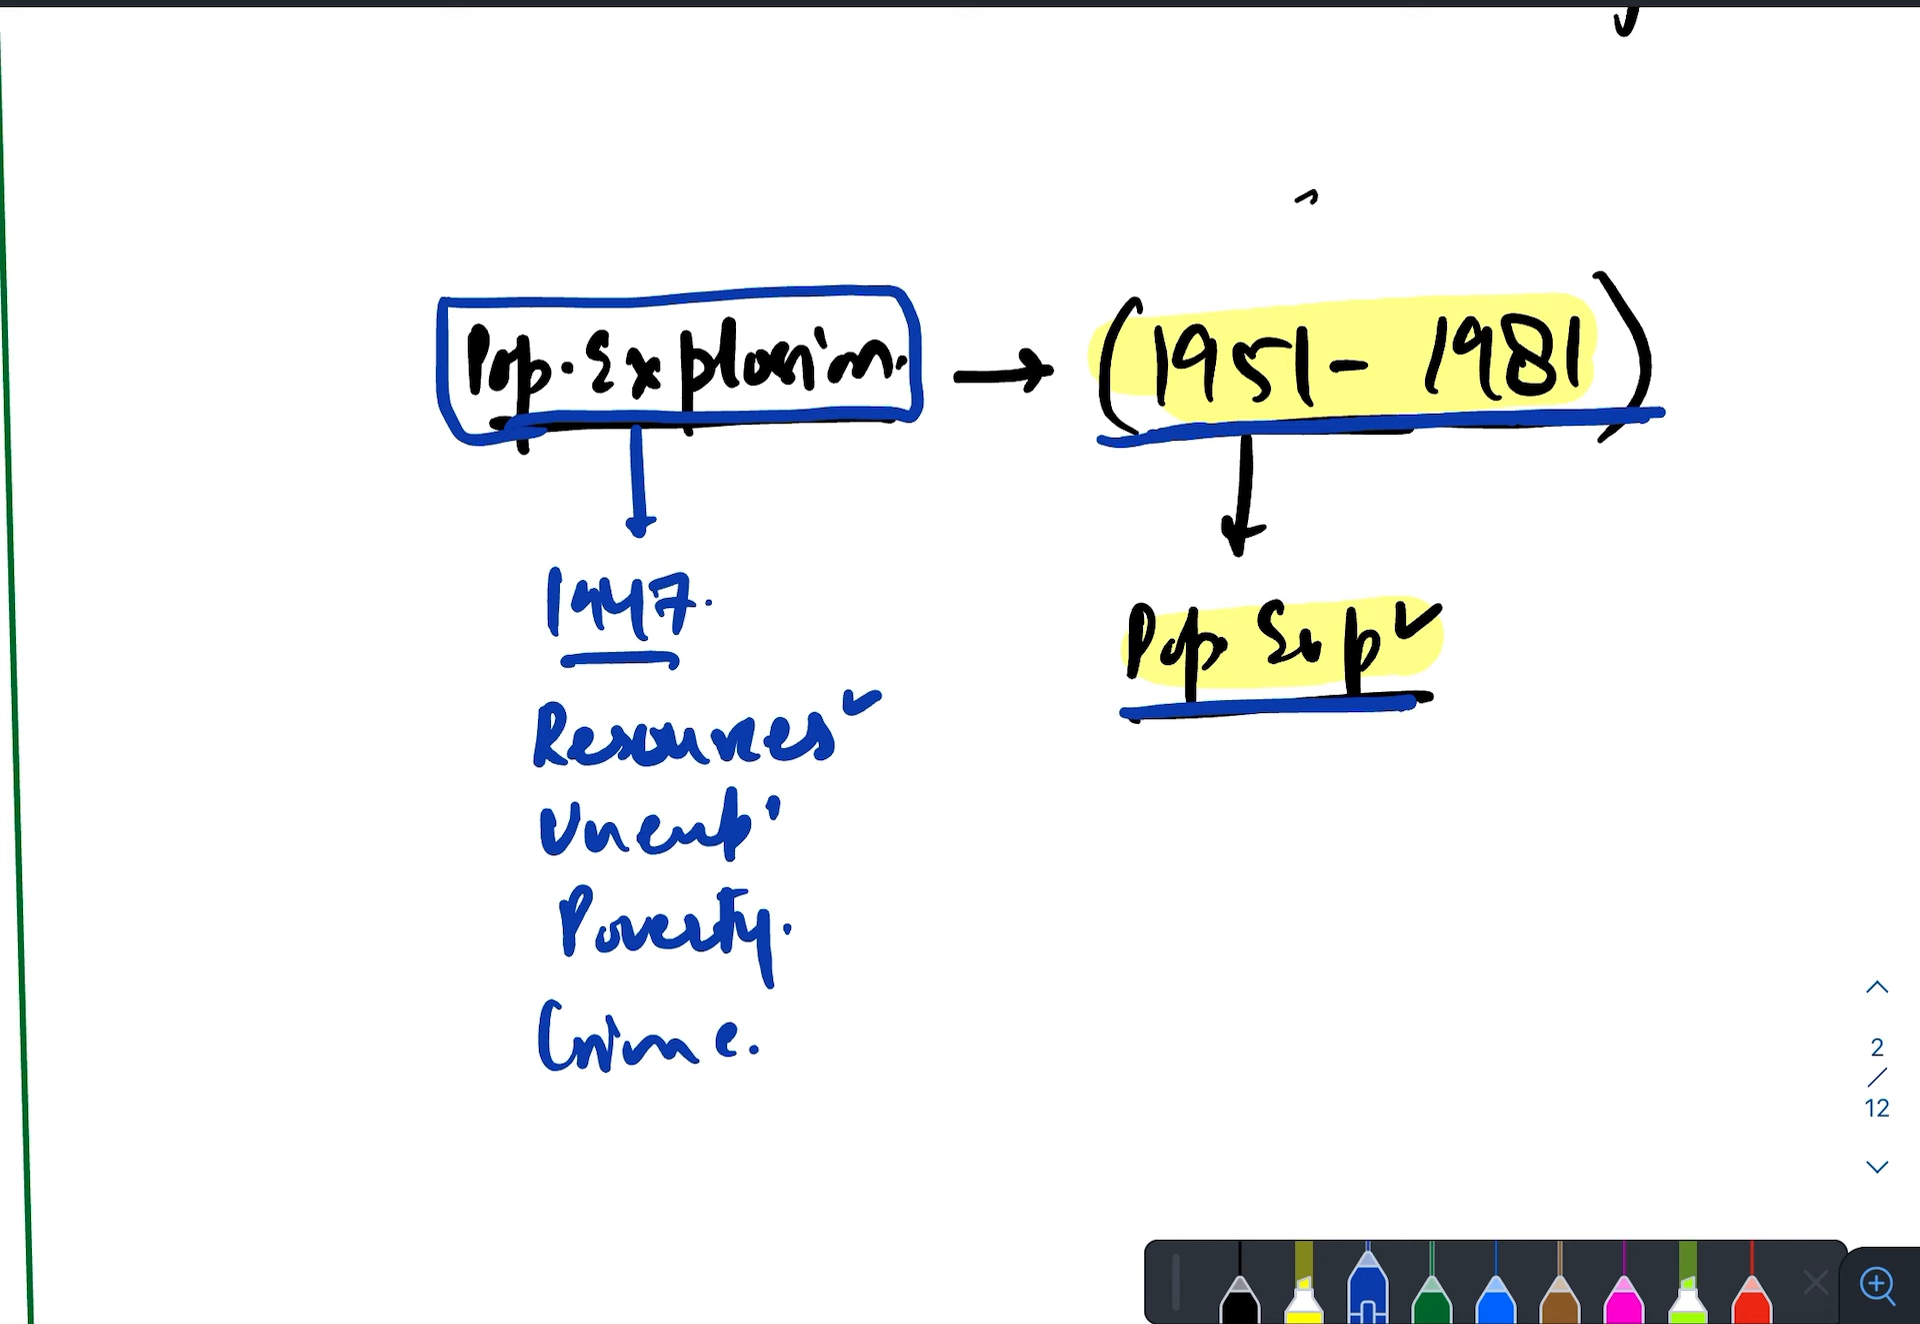 Pop. Explosion. → (1951 - 1981)
1947.
Pop Exp ✓
Resources ✓
Unemp.
Poverty.
Crime.
2
/
12